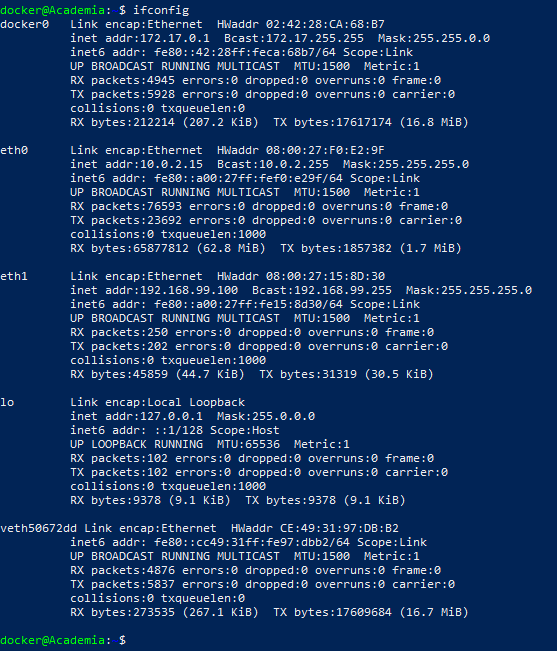 docker@Academia: $ ifconfig
docker0   Link encap:Ethernet  HWaddr 02:42:28:CA:68:B7
          inet addr:172.17.0.1  Bcast:172.17.255.255  Mask:255.255.0.0
          inet6 addr: fe80::42:28ff:feca:68b7/64 Scope:Link
          UP BROADCAST RUNNING MULTICAST  MTU:1500  Metric:1
          RX packets:4945 errors:0 dropped:0 overruns:0 frame:0
          TX packets:5928 errors:0 dropped:0 overruns:0 carrier:0
          collisions:0 txqueuelen:0
          RX bytes:212214 (207.2 KiB)  TX bytes:17617174 (16.8 MiB)

eth0      Link encap:Ethernet  HWaddr 08:00:27:F0:E2:9F
          inet addr:10.0.2.15  Bcast:10.0.2.255  Mask:255.255.255.0
          inet6 addr: fe80::a00:27ff:fef0:e29f/64 Scope:Link
          UP BROADCAST RUNNING MULTICAST  MTU:1500  Metric:1
          RX packets:76593 errors:0 dropped:0 overruns:0 frame:0
          TX packets:23692 errors:0 dropped:0 overruns:0 carrier:0
          collisions:0 txqueuelen:1000
          RX bytes:65877812 (62.8 MiB)  TX bytes:1857382 (1.7 MiB)

eth1      Link encap:Ethernet  HWaddr 08:00:27:15:8D:30
          inet addr:192.168.99.100  Bcast:192.168.99.255  Mask:255.255.255.0
          inet6 addr: fe80::a00:27ff:fe15:8d30/64 Scope:Link
          UP BROADCAST RUNNING MULTICAST  MTU:1500  Metric:1
          RX packets:250 errors:0 dropped:0 overruns:0 frame:0
          TX packets:202 errors:0 dropped:0 overruns:0 carrier:0
          collisions:0 txqueuelen:1000
          RX bytes:45859 (44.7 KiB)  TX bytes:31319 (30.5 KiB)

lo        Link encap:Local Loopback
          inet addr:127.0.0.1  Mask:255.0.0.0
          inet6 addr: ::1/128 Scope:Host
          UP LOOPBACK RUNNING  MTU:65536  Metric:1
          RX packets:102 errors:0 dropped:0 overruns:0 frame:0
          TX packets:102 errors:0 dropped:0 overruns:0 carrier:0
          collisions:0 txqueuelen:1000
          RX bytes:9378 (9.1 KiB)  TX bytes:9378 (9.1 KiB)

veth50672dd Link encap:Ethernet  HWaddr CE:49:31:97:DB:B2
          inet6 addr: fe80::cc49:31ff:fe97:dbb2/64 Scope:Link
          UP BROADCAST RUNNING MULTICAST  MTU:1500  Metric:1
          RX packets:4876 errors:0 dropped:0 overruns:0 frame:0
          TX packets:5837 errors:0 dropped:0 overruns:0 carrier:0
          collisions:0 txqueuelen:0
          RX bytes:273535 (267.1 KiB)  TX bytes:17609684 (16.7 MiB)

docker@Academia: $